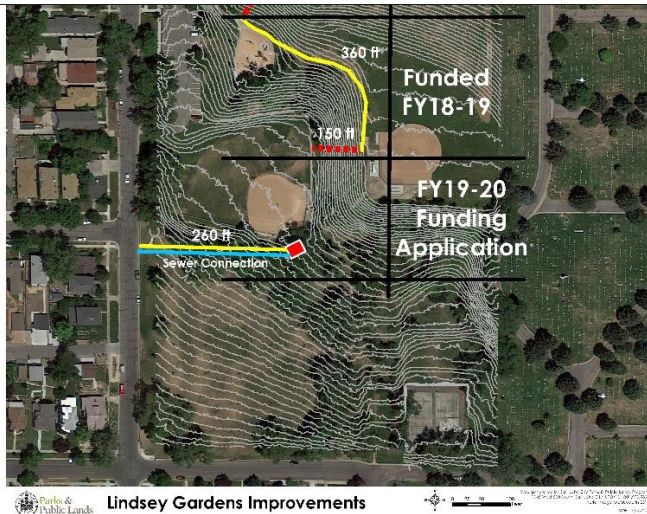 360 ft
Funded
FY18-19
150 ft
FY19-20
Funding
Application
260 ft
Sewer Connection
Parks &
Public Lands
Lindsey Gardens Improvements